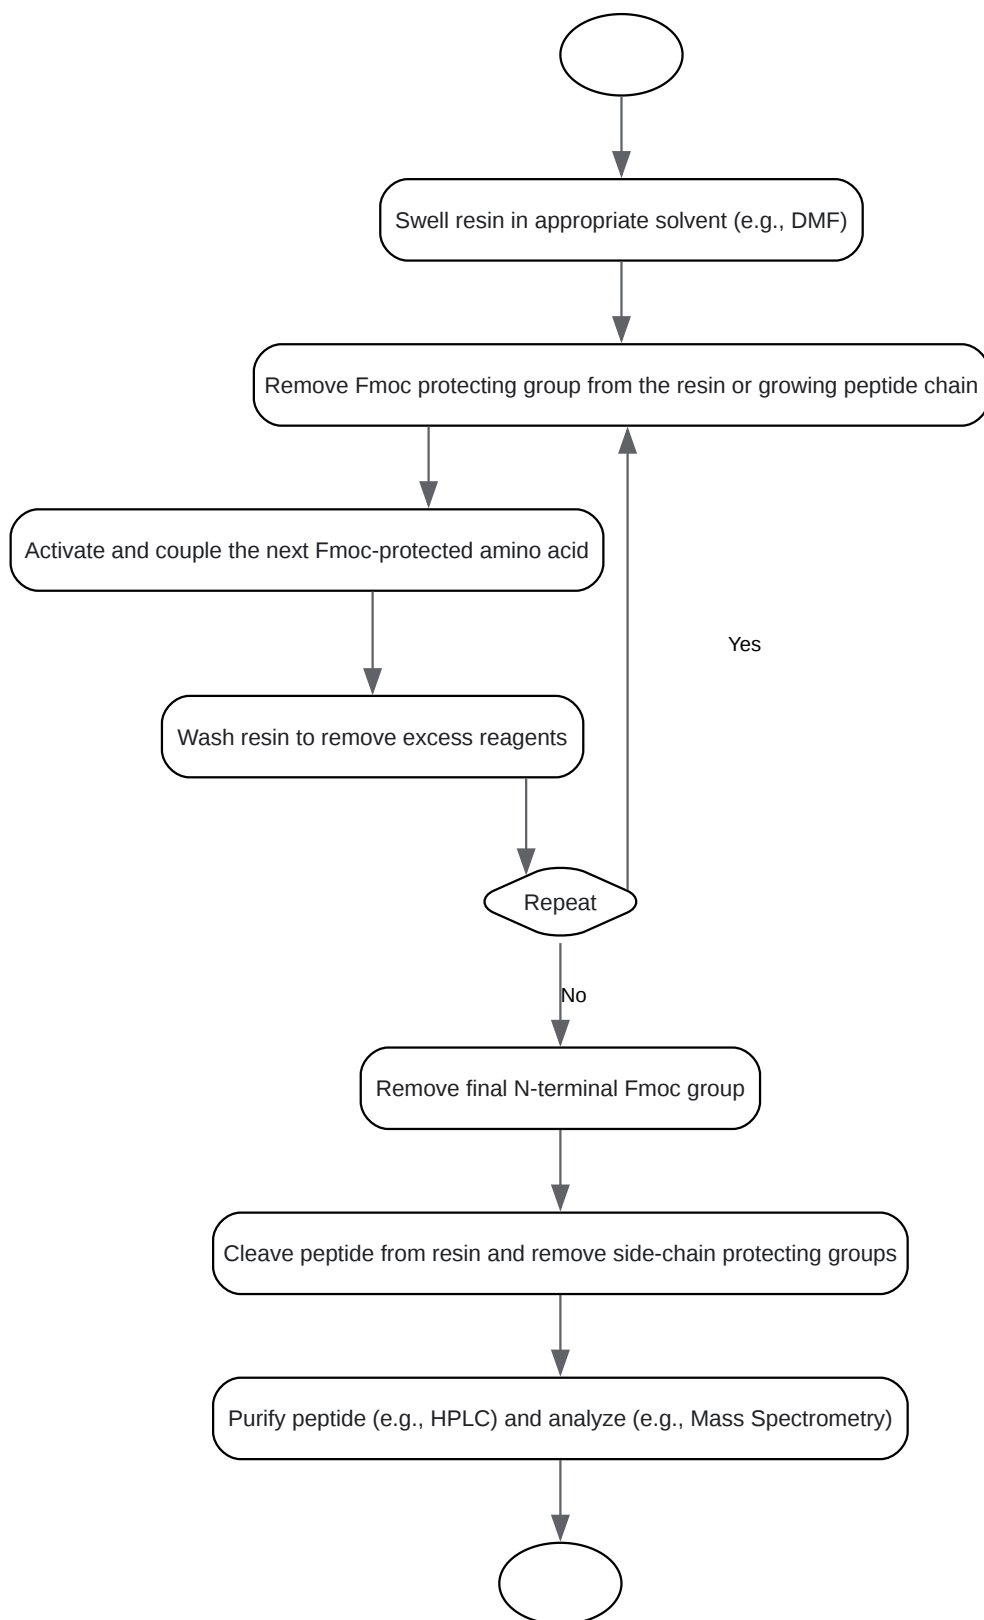 Swell resin in appropriate solvent (e.g., DMF)
Remove Fmoc protecting group from the resin or growing peptide chain
Activate and couple the next Fmoc-protected amino acid
Yes
Wash resin to remove excess reagents
Repeat
No
Remove final N-terminal Fmoc group
Cleave peptide from resin and remove side-chain protecting groups
Purify peptide (e.g., HPLC) and analyze (e.g., Mass Spectrometry)